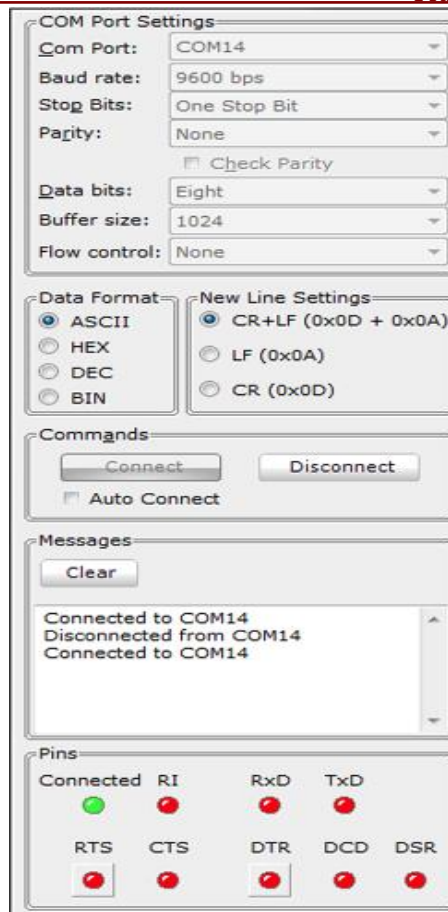 COM Port Settings
Com Port: COM14
Baud rate: 9600 bps
Stop Bits: One Stop Bit
Parity: None
Check Parity
Data bits: Eight
Buffer size: 1024
Flow control: None
Data Format
ASCII
HEX
DEC
BIN
New Line Settings
CR+LF (0x0D + 0x0A)
LF (0x0A)
CR (0x0D)
Commands
Connect Disconnect
Auto Connect
Messages
Clear
Connected to COM14
Disconnected from COM14
Connected to COM14
Pins
Connected RI RxD TxD
RTS CTS DTR DCD DSR